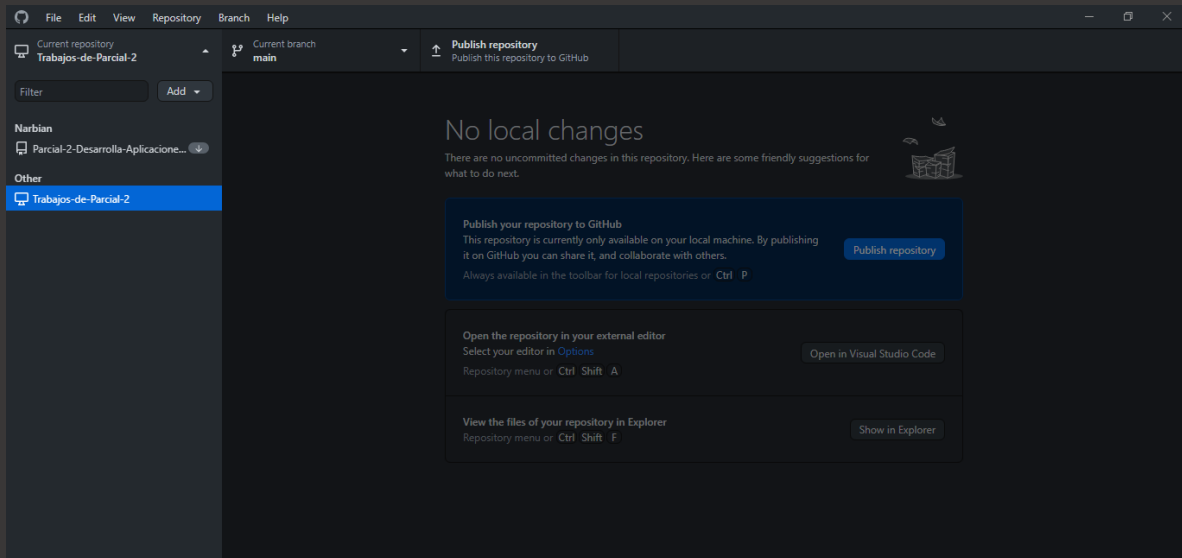 File Edit View Repository Branch Help
Current repository
Trabajos-de-Parcial-2
Current branch
main
Publish repository
Publish this repository to GitHub
Filter
Add
Narbian
Parcial-2-Desarrolla-Aplicacione...
Other
Trabajos-de-Parcial-2
No local changes
There are no uncommitted changes in this repository. Here are some friendly suggestions for
what to do next.
Publish your repository to GitHub
This repository is currently only available on your local machine. By publishing
it on GitHub you can share it, and collaborate with others.
Always available in the toolbar for local repositories or Ctrl P
Publish repository
Open the repository in your external editor
Select your editor in Options
Repository menu or Ctrl Shift A
Open in Visual Studio Code
View the files of your repository in Explorer
Repository menu or Ctrl Shift F
Show in Explorer